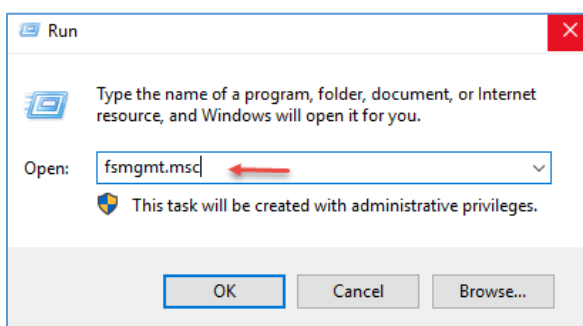 Run
Type the name of a program, folder, document, or Internet
resource, and Windows will open it for you.
Open:
fsmgmt.msc
This task will be created with administrative privileges.
OK
Cancel
Browse...